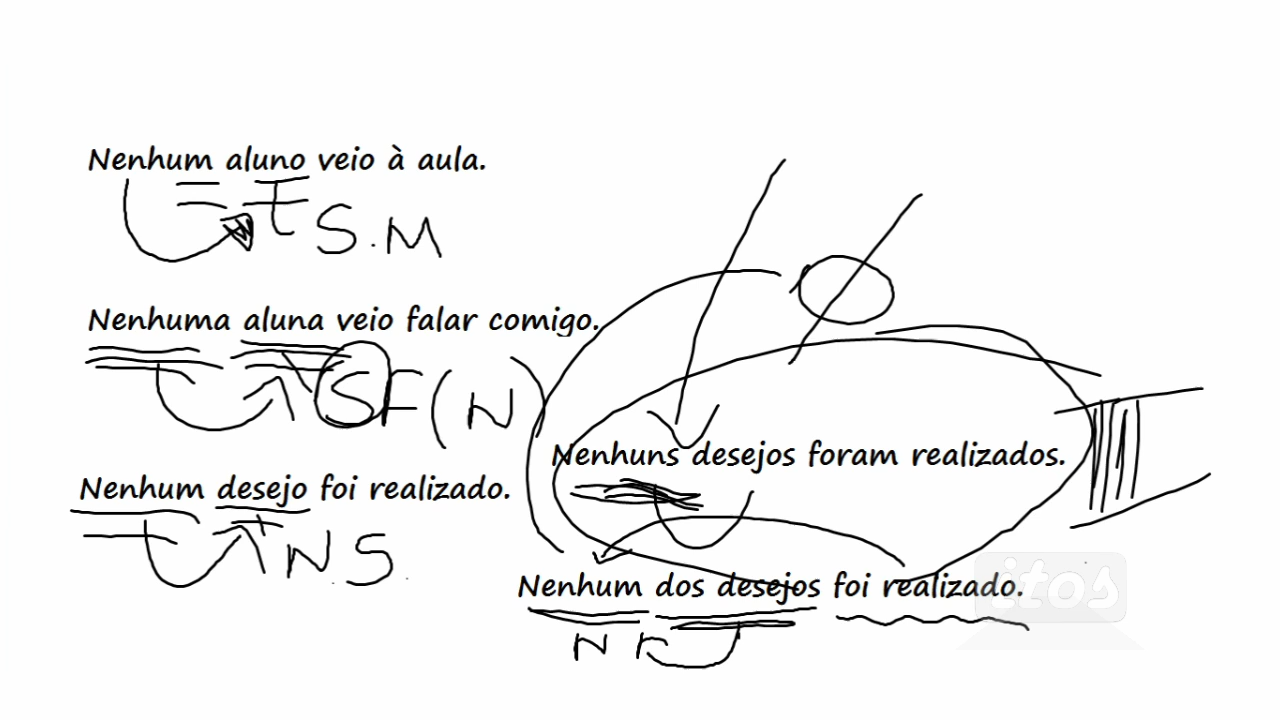 Nenhum aluno veio à aula.
S.M
Nenhuma aluna veio falar comigo.
SF(N)
Nenhum desejo foi realizado.
NS
Nenhuns desejos foram realizados.
Nenhum dos desejos foi realizado.
itos
N